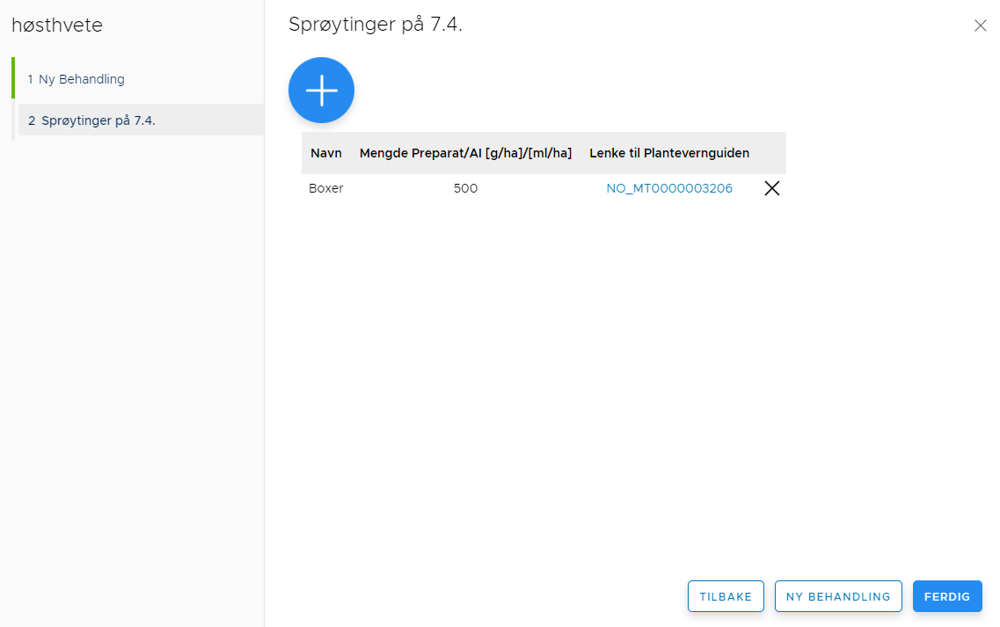 høsthvete
1 Ny Behandling
2 Sprøytinger på 7.4.
Sprøytinger på 7.4.
Navn Mengde Preparat/AI [g/ha]/[ml/ha] Lenke til Plantevernguiden
Boxer 500 NO_MT0000003206
TILBAKE NY BEHANDLING FERDIG